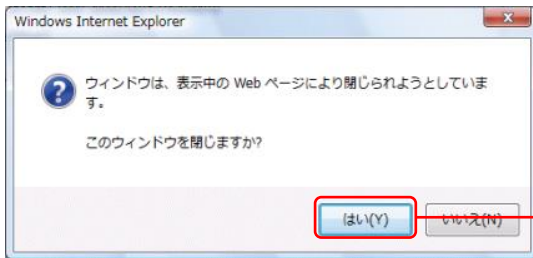 Windows Internet Explorer
ウィンドウは、表示中の Web ページにより閉じられようとしていま
す。
このウィンドウを閉じますか?
はい(Y)
いいえ(N)